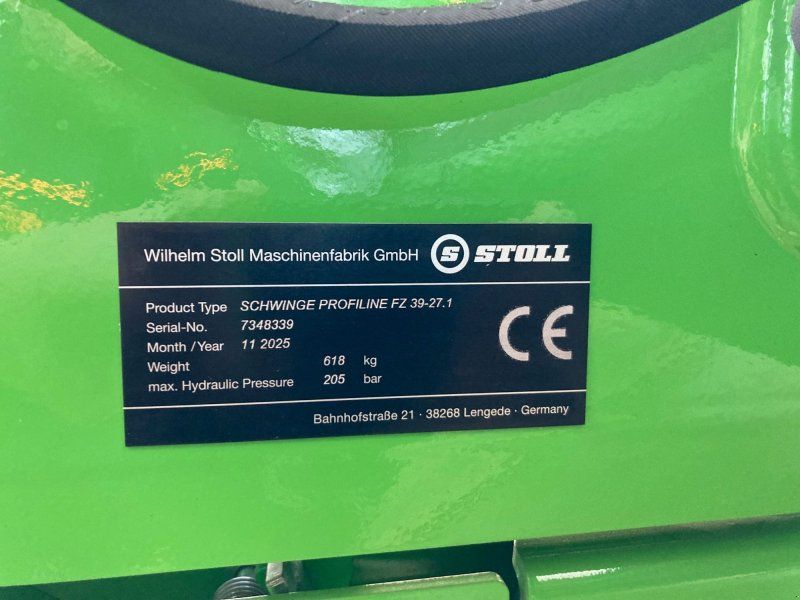 Wilhelm Stoll Maschinenfabrik GmbH S STOLL
Product Type SCHWINGE PROFILINE FZ 39-27.1
Serial-No. 7348339
Month / Year 11 2025
Weight 618 kg
max. Hydraulic Pressure 205 bar
CE
Bahnhofstraße 21 · 38268 Lengede · Germany